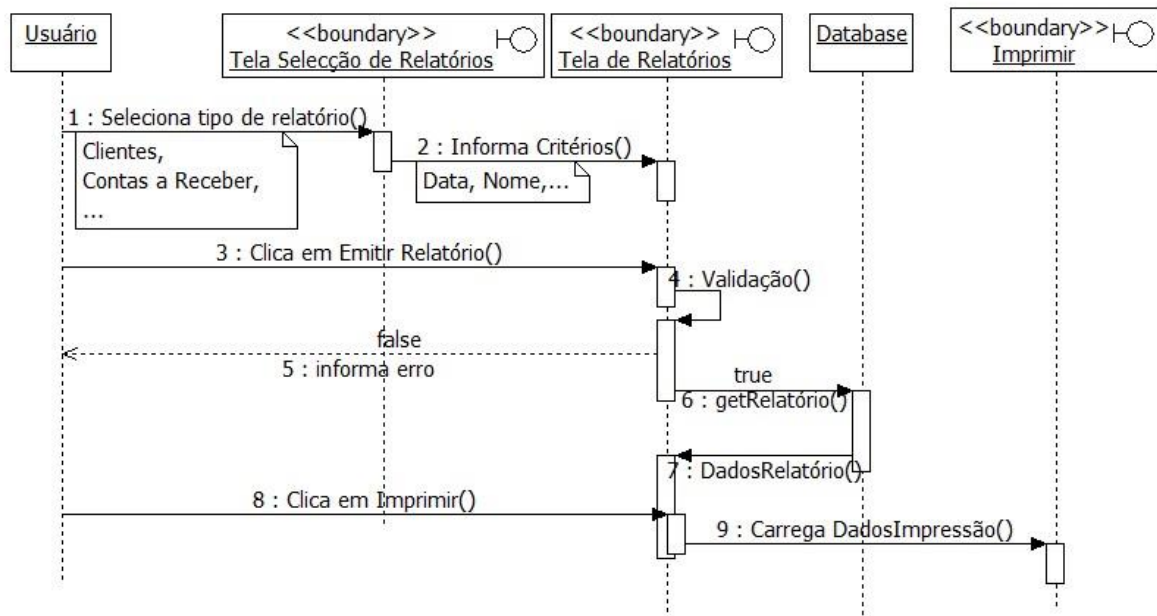 Usuário
<<boundary>>
Tela Selecção de Relatórios
<<boundary>>
Tela de Relatórios
Database
<<boundary>>
Imprimir
1 : Seleciona tipo de relatório()
Clientes,
Contas a Receber,
...
2 : Informa Critérios()
Data, Nome,...
3 : Clica em Emitir Relatório()
4 : Validação()
false
5 : informa erro
true
6 : getRelatório()
7 : DadosRelatório()
8 : Clica em Imprimir()
9 : Carrega DadosImpressão()